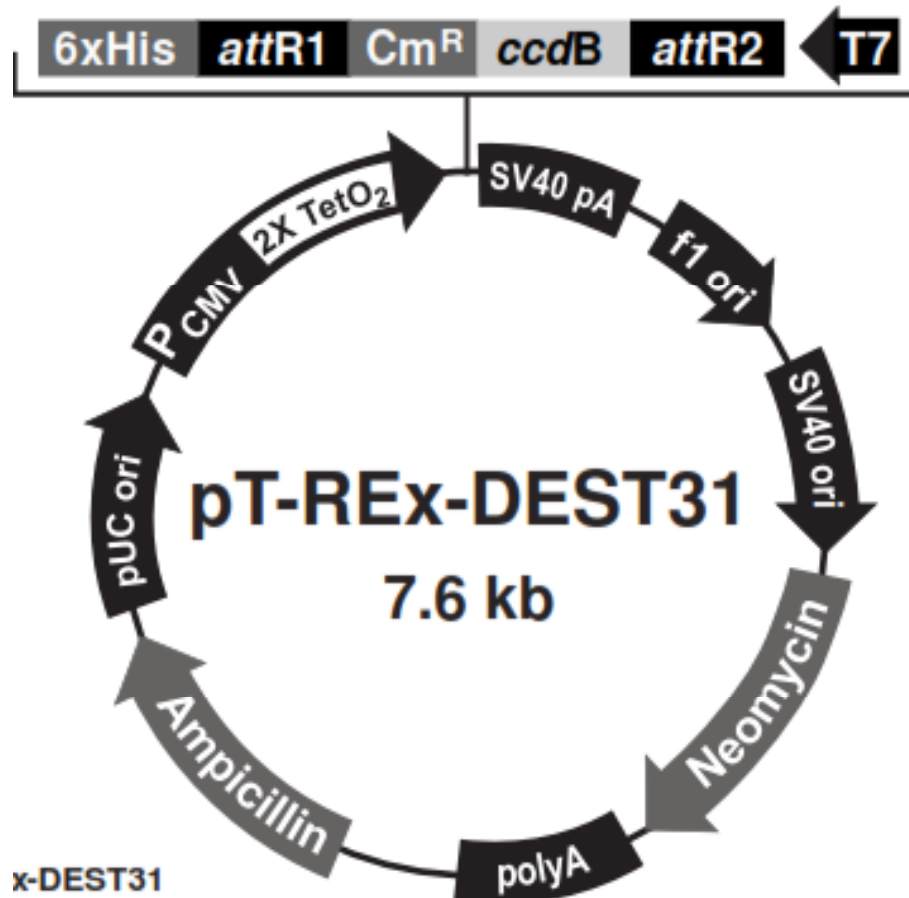 6xHis attR1 CmR ccdB attR2 T7
PCMV 2X TetO2
SV40 pA
f1 ori
SV40 ori
pUC ori
pT-REx-DEST31
7.6 kb
Neomycin
Ampicillin
polyA
x-DEST31